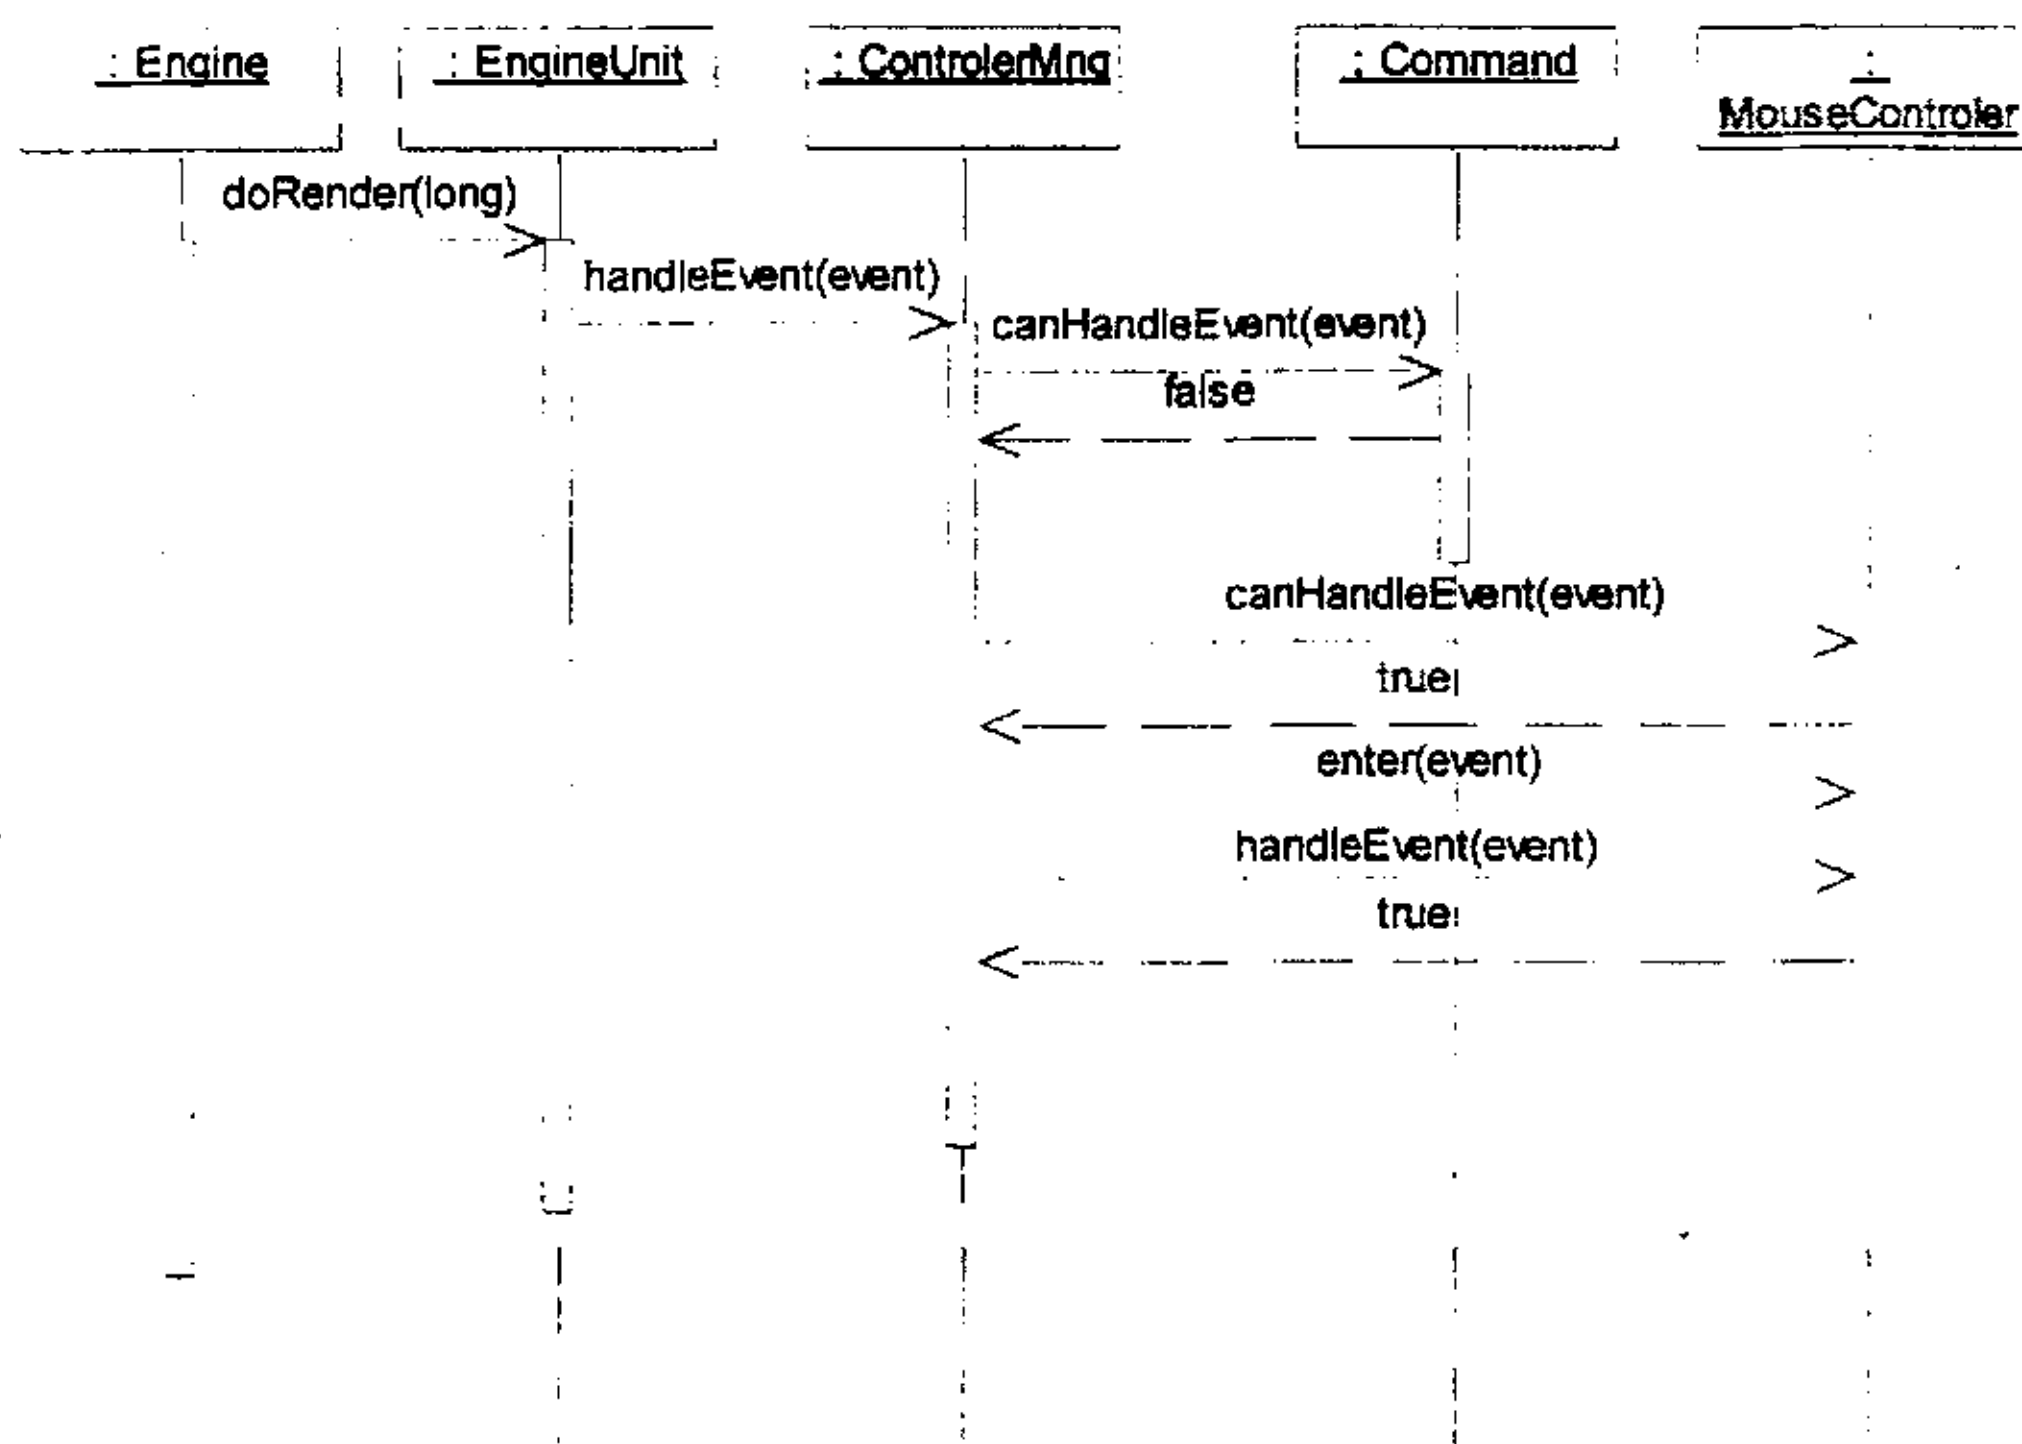 : Engine
: EngineUnit
: ControlerMng
: Command
:
MouseControler
doRender(long)
handleEvent(event)
canHandleEvent(event)
false
canHandleEvent(event)
true
enter(event)
handleEvent(event)
true